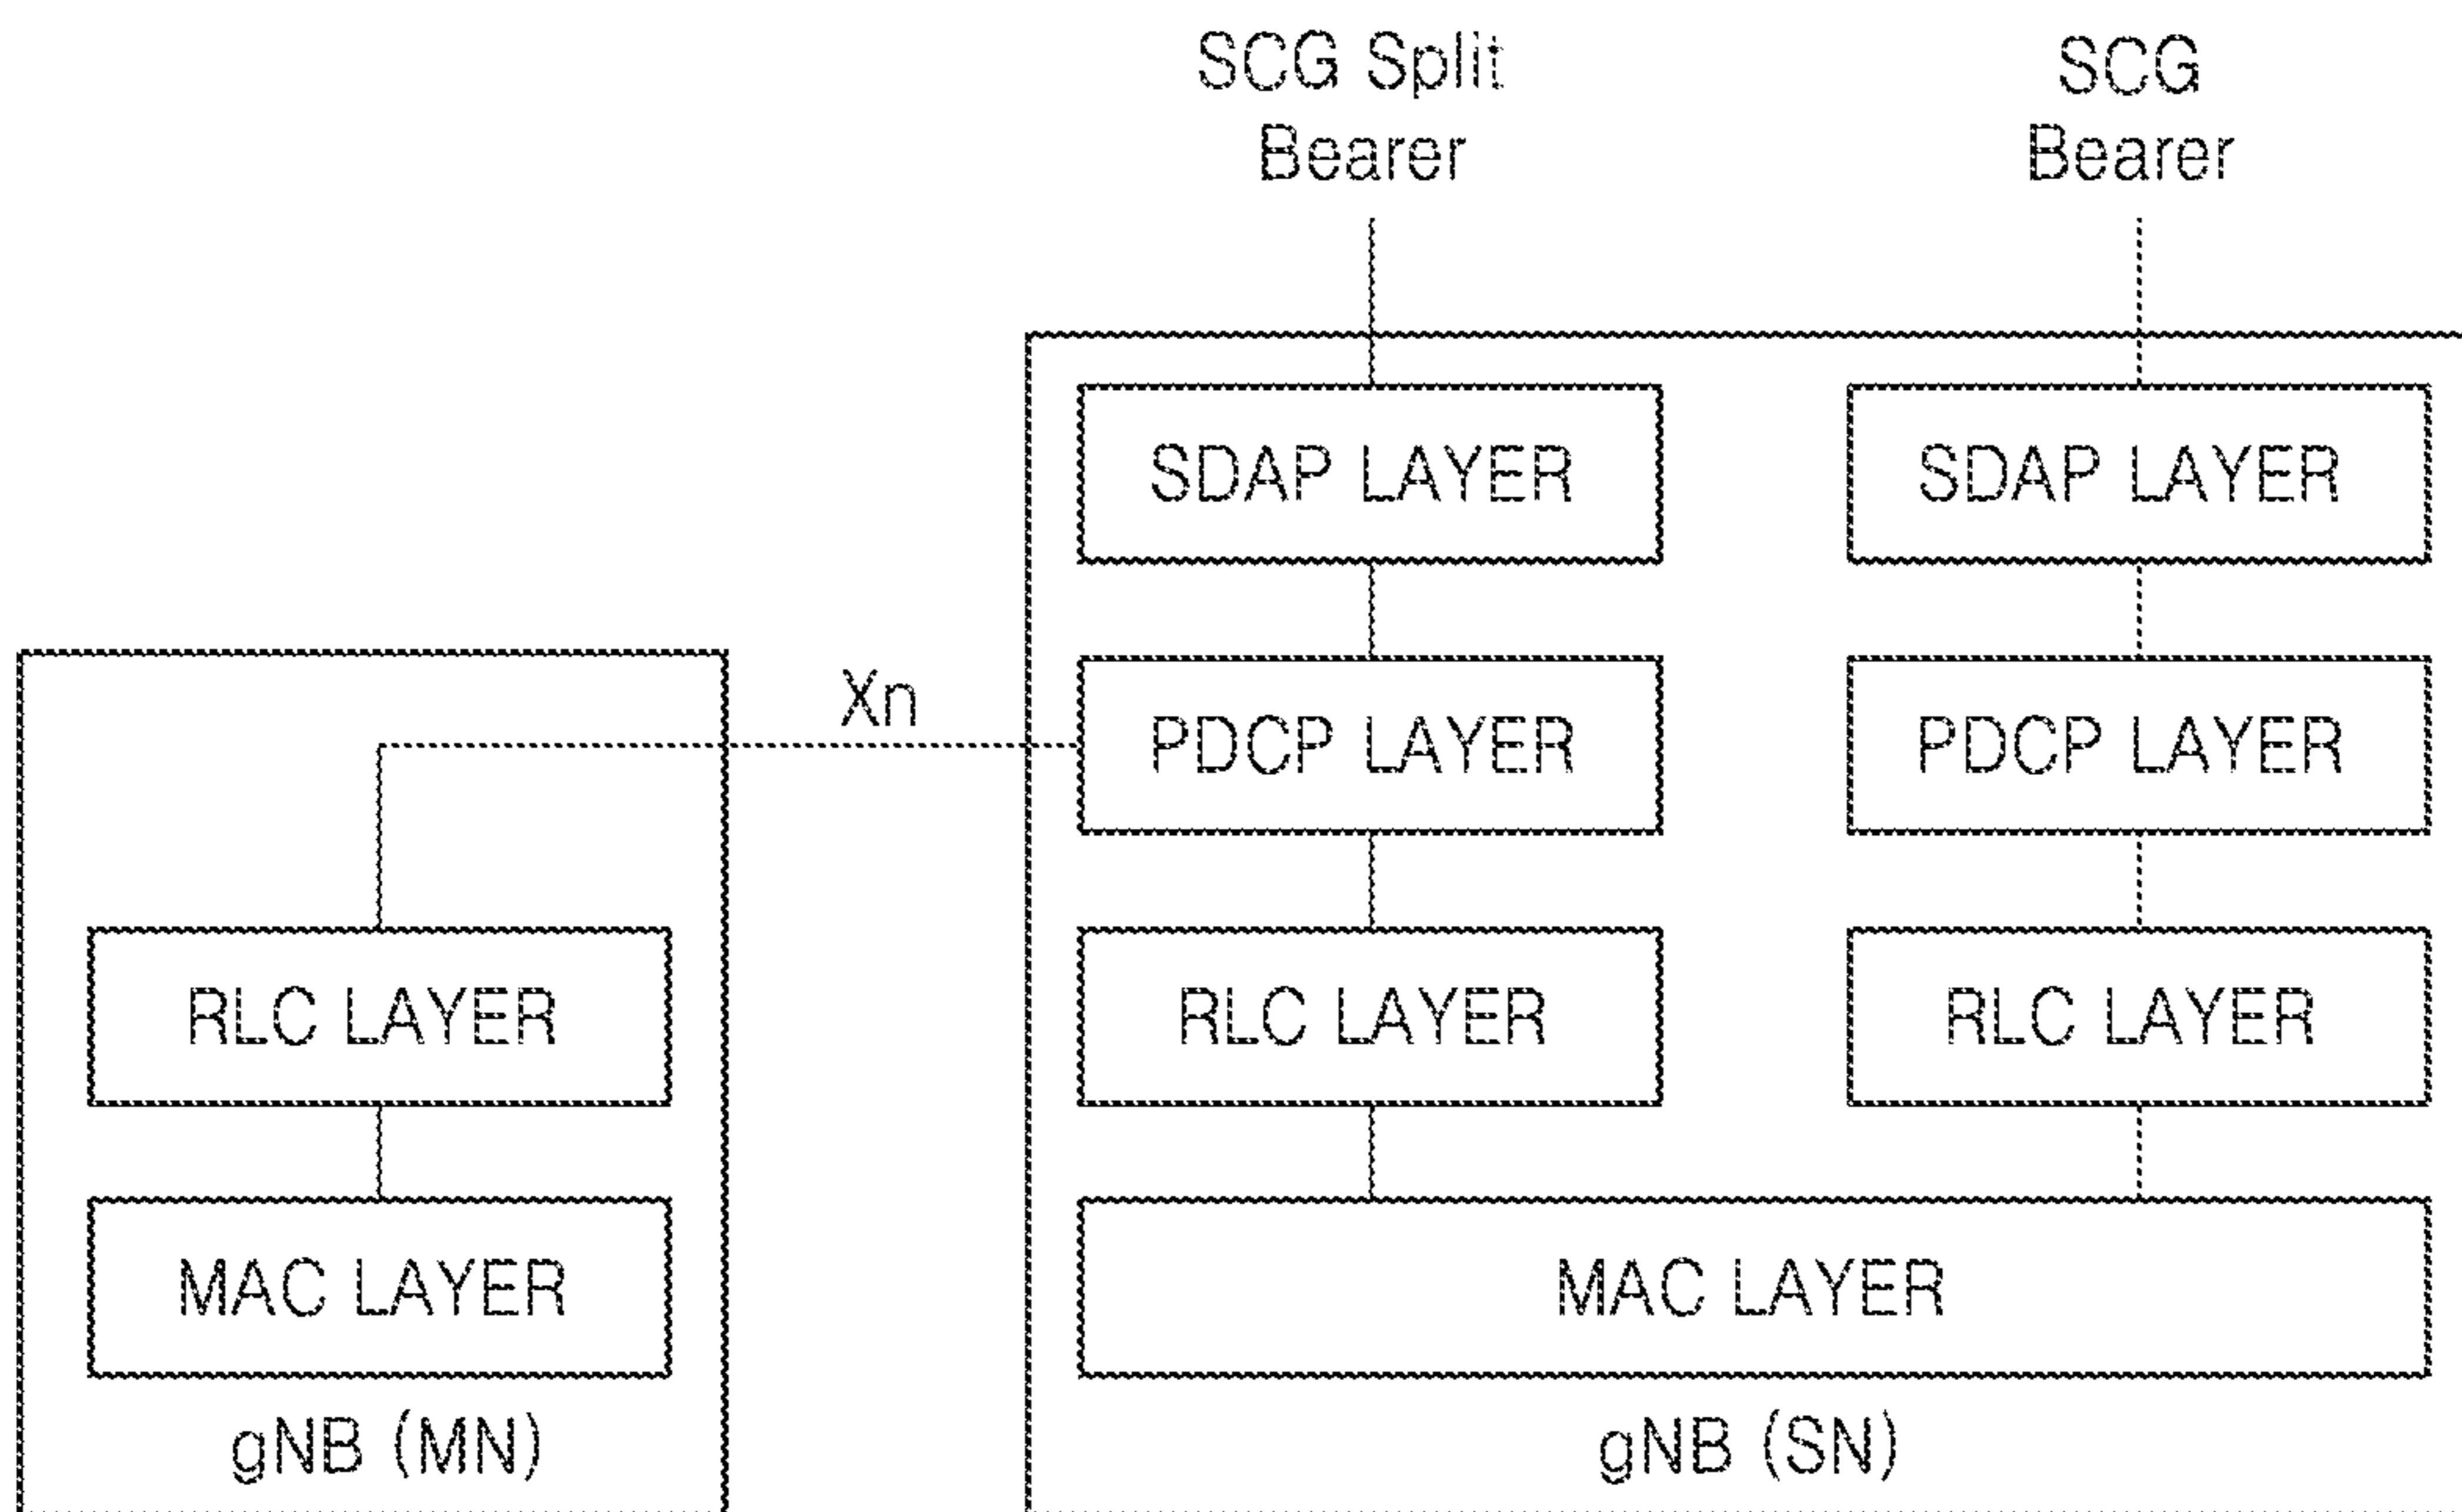 SCG Split
Bearer
SCG
Bearer
SDAP LAYER
SDAP LAYER
Xn
PDCP LAYER
PDCP LAYER
RLC LAYER
RLC LAYER
RLC LAYER
MAC LAYER
MAC LAYER
gNB (MN)
gNB (SN)